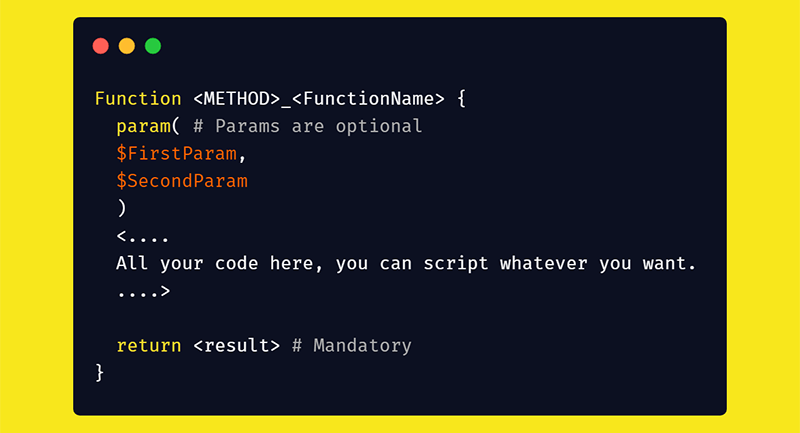 Function <METHOD>_<FunctionName> {
param( # Params are optional
$FirstParam,
$SecondParam
)
<....
All your code here, you can script whatever you want.
....>
return <result> # Mandatory
}